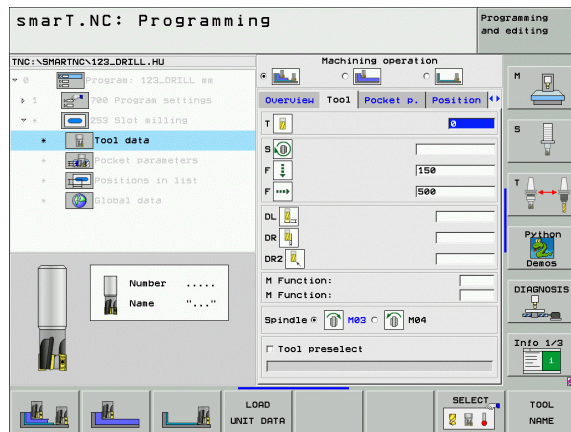 smarT.NC: Programming
Programming
and editing
TNC:\SMARTNC\123_DRILL.HU
Machining operation
0 Program: 123_DRILL mm
1 700 Program settings
253 Slot milling
Tool data
Pocket parameters
Positions in list
Global data
Overview Tool Pocket p. Position
T 0
S
F 150
F 500
DL
DR
DR2
M Function:
M Function:
Spindle M03 M04
Tool preselect
Number .....
Name "..."
M
S
T
Python
Demos
DIAGNOSIS
Info 1/3
LOAD
UNIT DATA
SELECT
TOOL
NAME